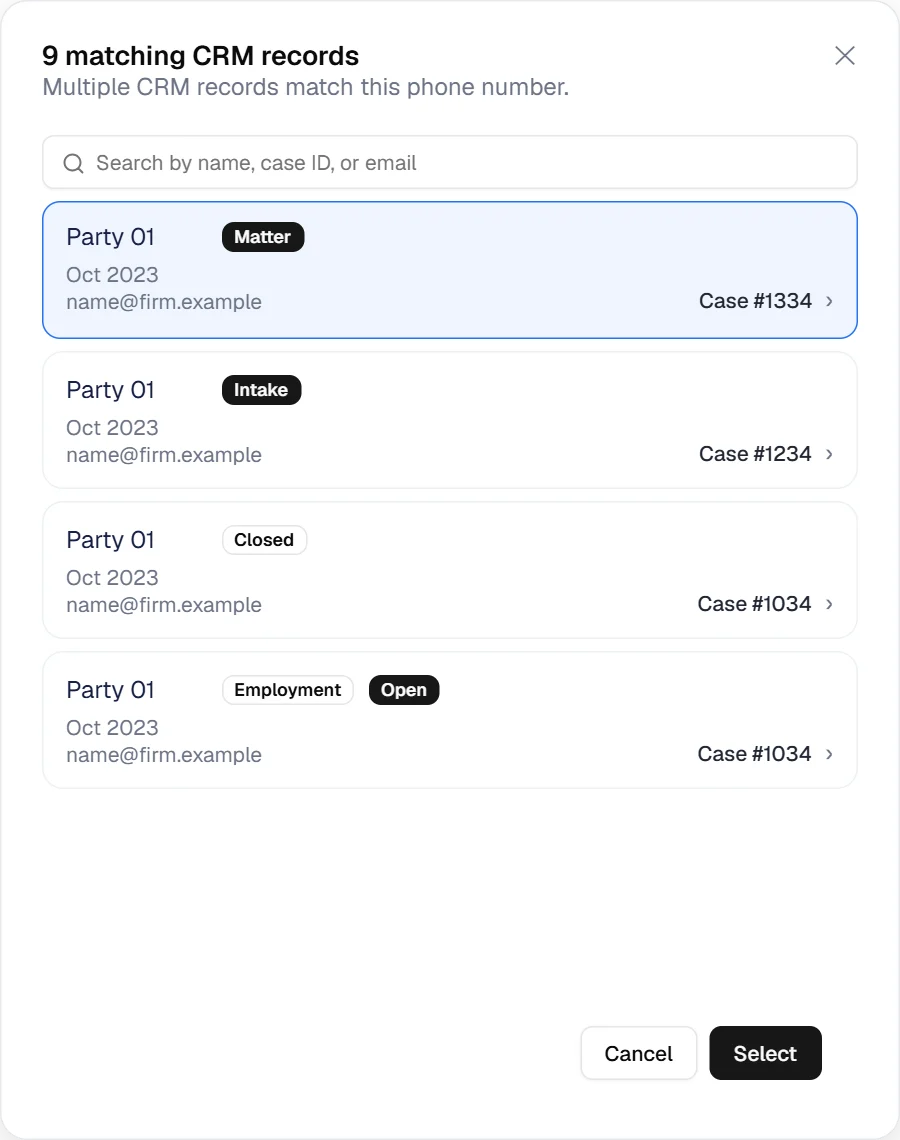 9 matching CRM records
Multiple CRM records match this phone number.
Search by name, case ID, or email
Party 01 Matter
Oct 2023
name@firm.example
Case #1334 ›
Party 01 Intake
Oct 2023
name@firm.example
Case #1234 ›
Party 01 Closed
Oct 2023
name@firm.example
Case #1034 ›
Party 01 Employment Open
Oct 2023
name@firm.example
Case #1034 ›
Cancel Select